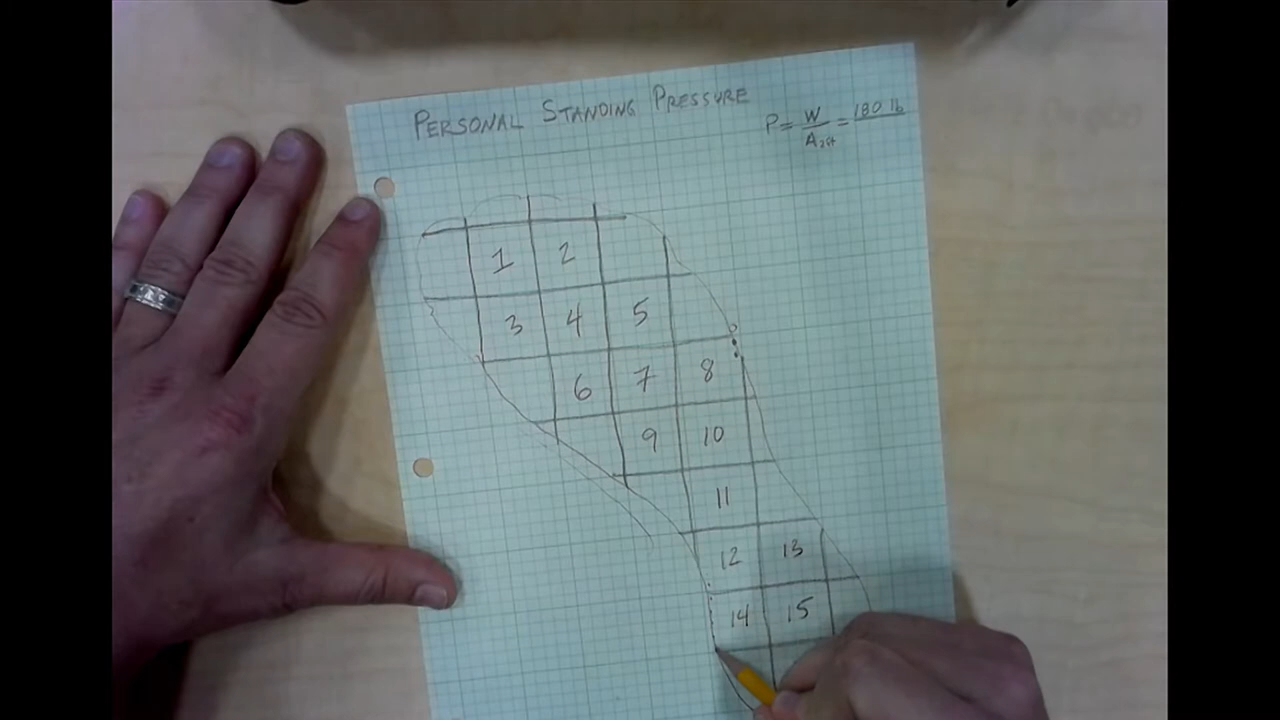 PERSONAL STANDING PRESSURE
P = W / A2ft = 180 lb
1 2
3 4 5
6 7 8
9 10
11
12 13
14 15